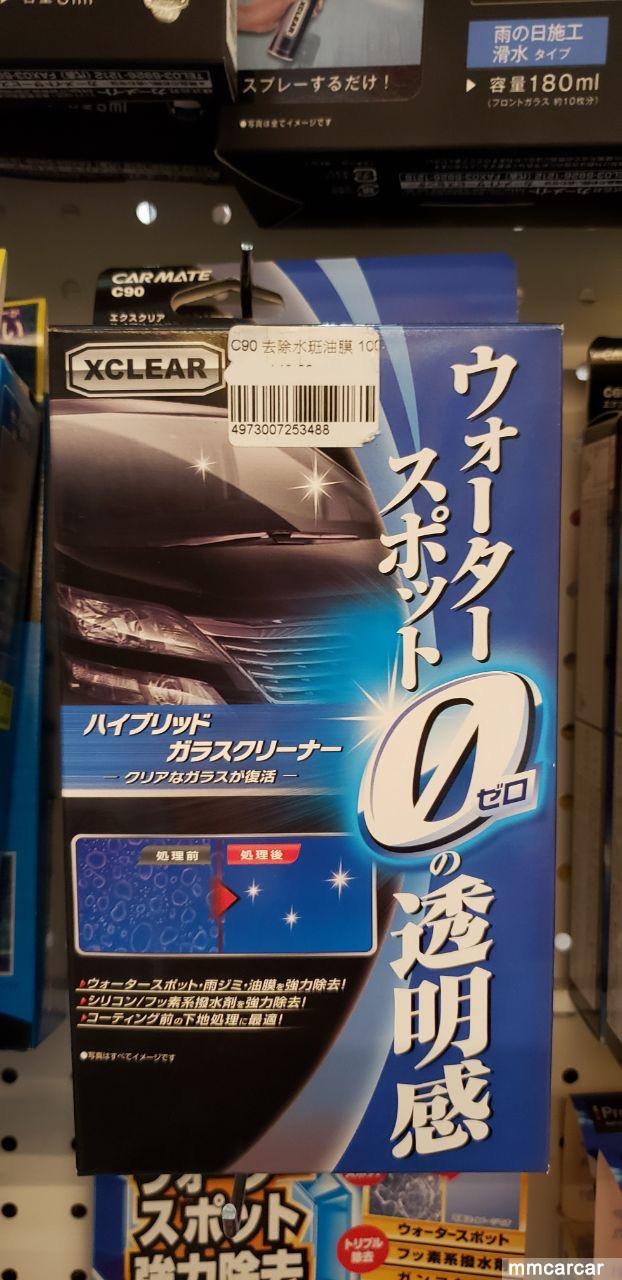 スプレーするだけ！
●写真は全てイメージです
雨の日施工
滑水 タイプ
容量180ml
(フロントガラス 約10枚分)
CARMATE
C90
エクスクリア
XCLEAR
C90 去除水斑油膜 100
4973007253488
ウォーター
スポット
0
ゼロ
の
透明感
ハイブリッド
ガラスクリーナー
― クリアなガラスが復活 ―
処理前
処理後
ウォータースポット・雨ジミ・油膜を強力除去！
シリコン/フッ素系撥水剤を強力除去！
コーティング前の下地処理に最適！
●写真はすべてイメージです
スポット
強力除去
トリプル
除去
ウォータースポット
フッ素系撥水
mmcarcar